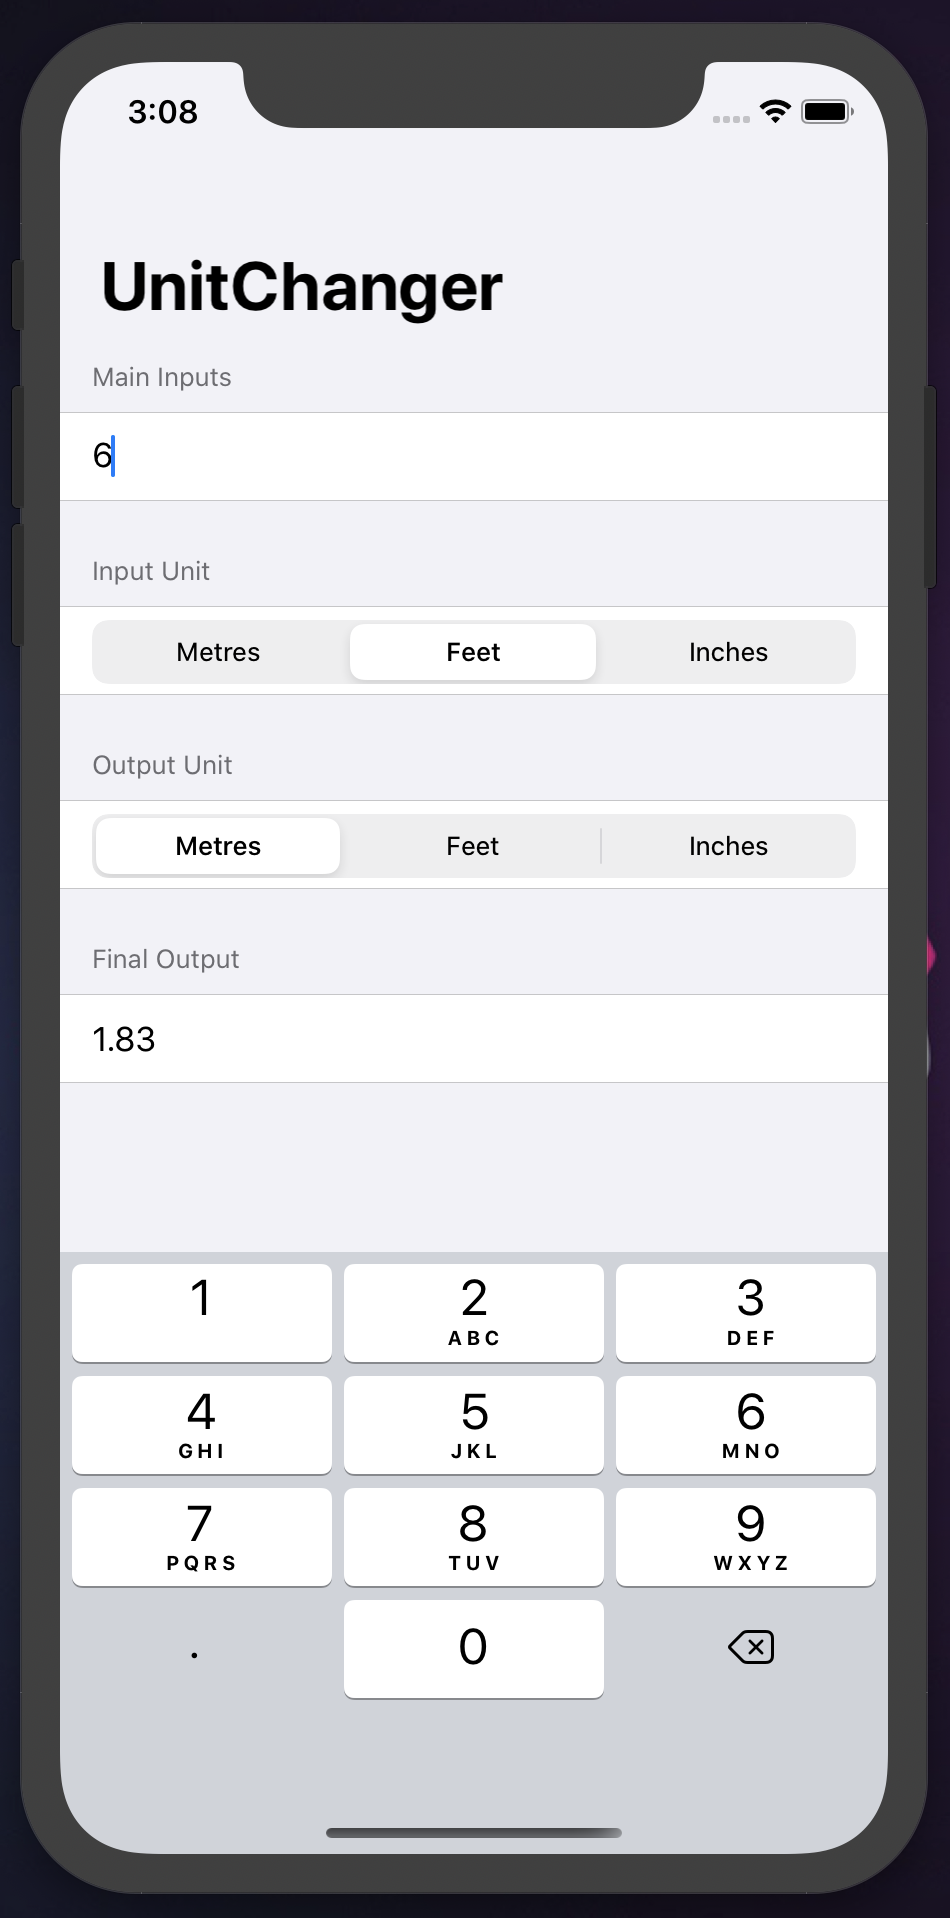 3:08
UnitChanger
Main Inputs
6
Input Unit
Metres Feet Inches
Output Unit
Metres Feet Inches
Final Output
1.83
1 2 3
ABC DEF
4 5 6
GHI JKL MNO
7 8 9
PQRS TUV WXYZ
. 0